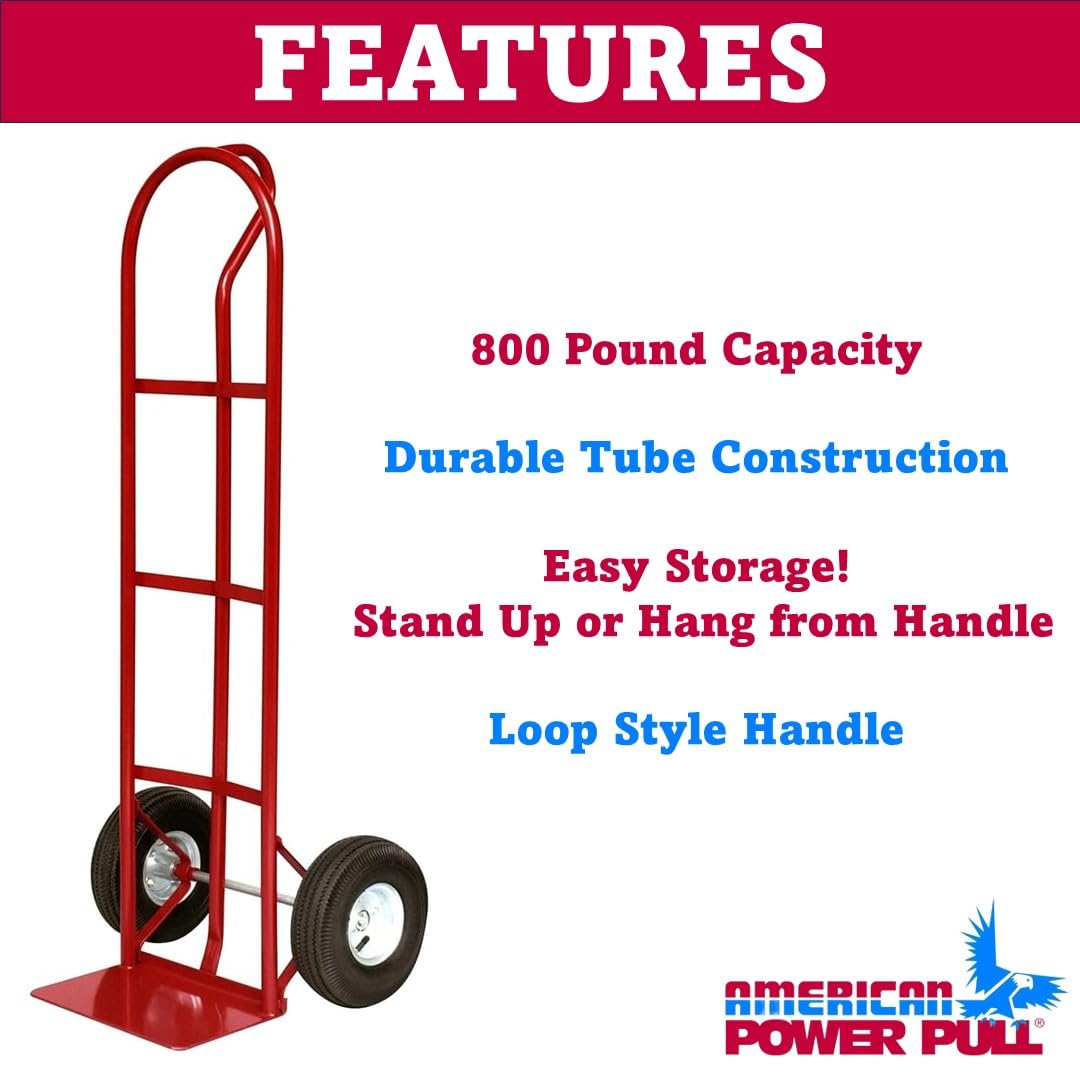 FEATURES
800 Pound Capacity
Durable Tube Construction
Easy Storage!
Stand Up or Hang from Handle
Loop Style Handle
AMERICAN
POWER PULL®